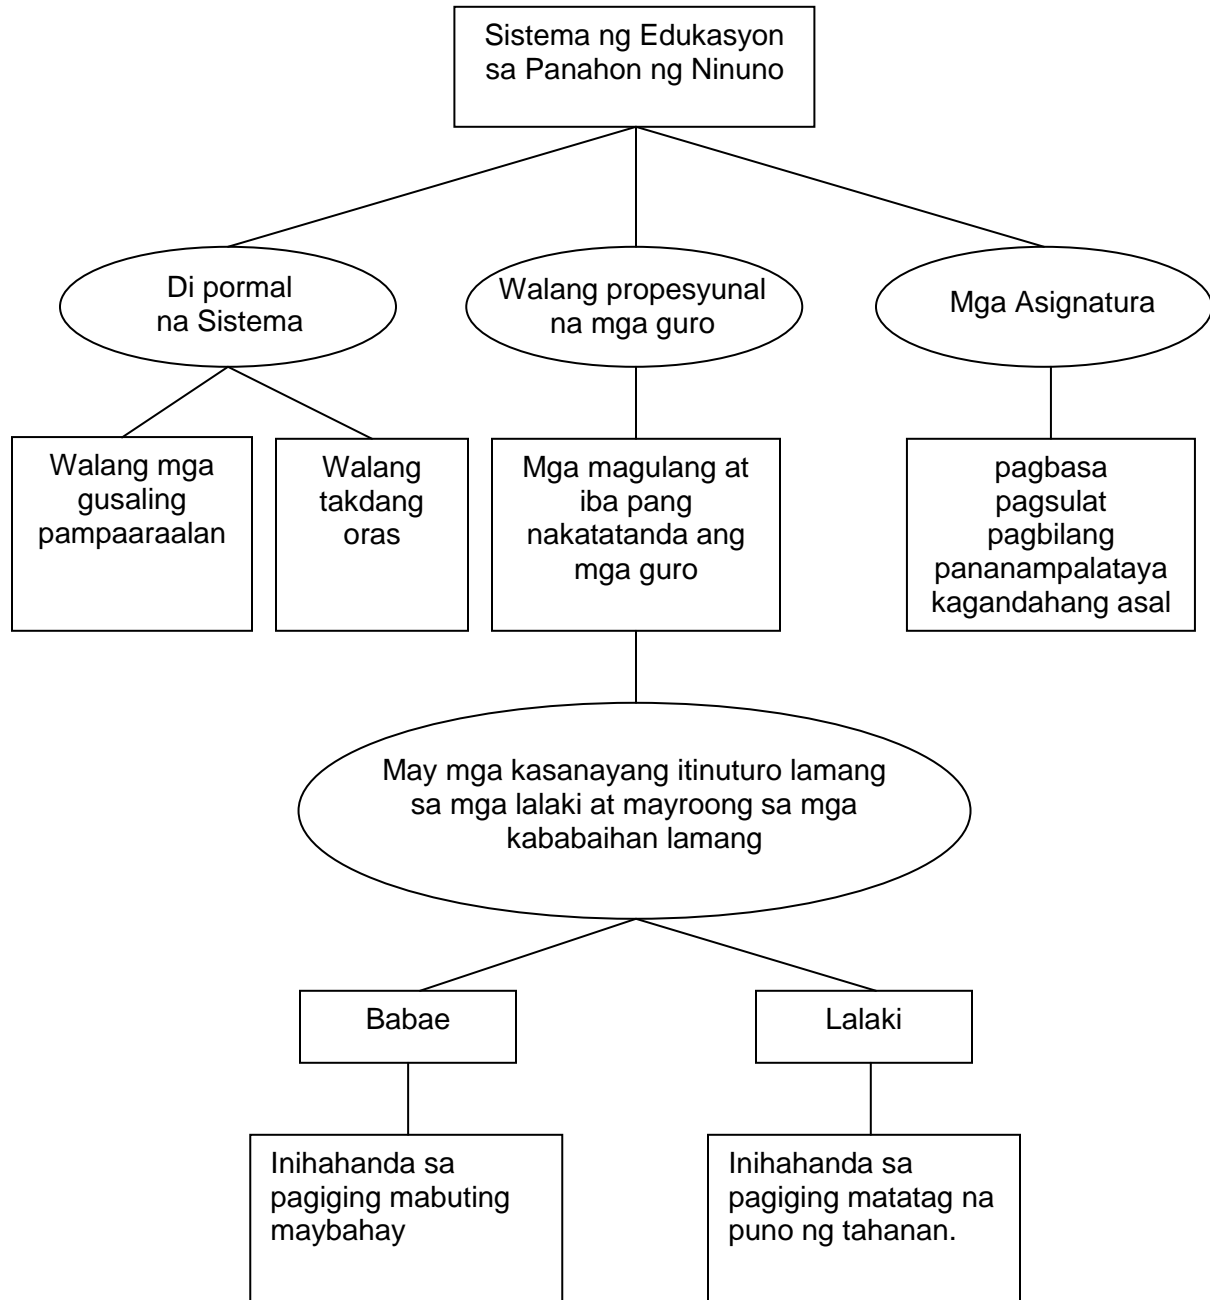 Sistema ng Edukasyon
sa Panahon ng Ninuno
Di pormal
na Sistema
Walang propesyunal
na mga guro
Mga Asignatura
Walang mga
gusaling
pampaaraalan
Walang
takdang
oras
Mga magulang at
iba pang
nakatatanda ang
mga guro
pagbasa
pagsulat
pagbilang
pananampalataya
kagandahang asal
May mga kasanayang itinuturo lamang
sa mga lalaki at mayroong sa mga
kababaihan lamang
Babae
Lalaki
Inihahanda sa
pagiging mabuting
maybahay
Inihahanda sa
pagiging matatag na
puno ng tahanan.